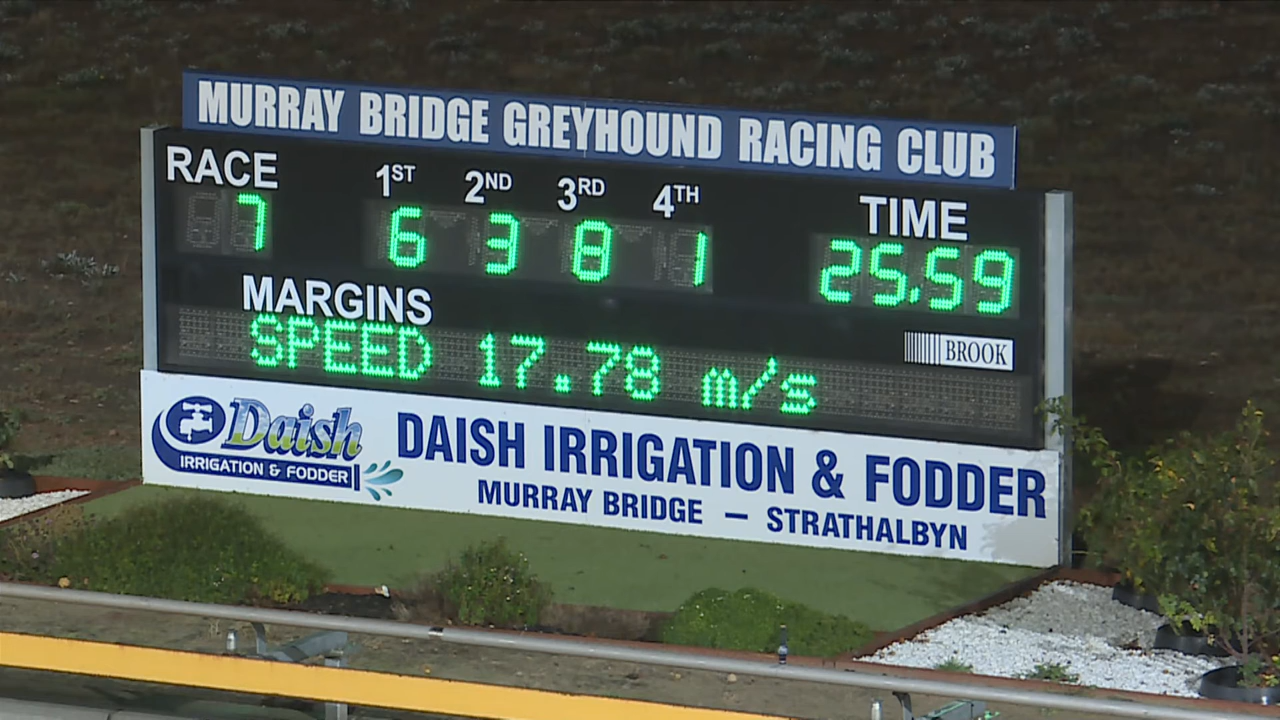 MURRAY BRIDGE GREYHOUND RACING CLUB
RACE 1ST 2ND 3RD 4TH TIME
7 6 3 8 1 25.59
MARGINS
SPEED 17.78 m/s
BROOK
Daish
IRRIGATION & FODDER
DAISH IRRIGATION & FODDER
MURRAY BRIDGE – STRATHALBYN